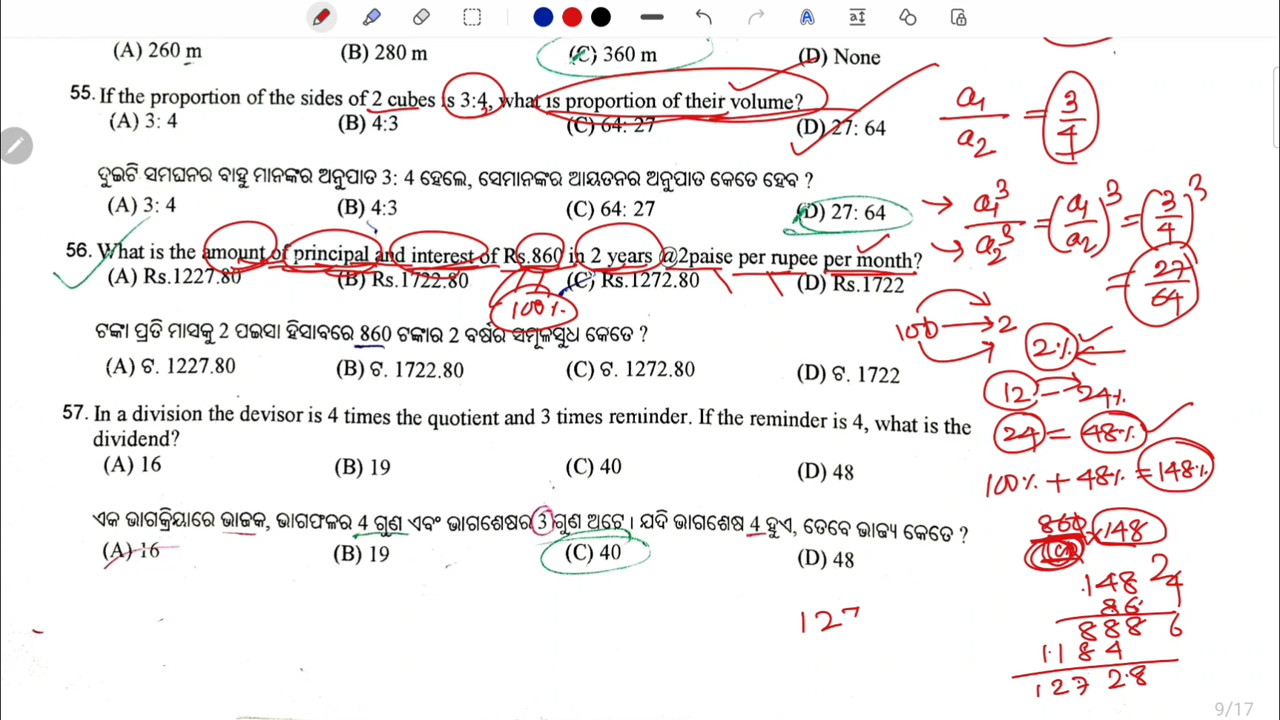 (A) 260 m (B) 280 m (C) 360 m (D) None
55. If the proportion of the sides of 2 cubes is 3:4, what is proportion of their volume?
(A) 3: 4 (B) 4:3 (C) 64: 27 (D) 27: 64
ଦୁଇଟି ସମଘନର ବାହୁ ମାନଙ୍କର ଅନୁପାତ 3: 4 ହେଲେ, ସେମାନଙ୍କର ଆୟତନର ଅନୁପାତ କେତେ ହେବ ?
(A) 3: 4 (B) 4:3 (C) 64: 27 (D) 27: 64
56. What is the amount of principal and interest of Rs.860 in 2 years @2paise per rupee per month?
(A) Rs.1227.80 (B) Rs.1722.80 (C) Rs.1272.80 (D) Rs.1722
100%
ଟଙ୍କା ପ୍ରତି ମାସକୁ 2 ପଇସା ହିସାବରେ 860 ଟଙ୍କାର 2 ବର୍ଷର ସମୂଳସୁଧ କେତେ ?
(A) ଟ. 1227.80 (B) ଟ. 1722.80 (C) ଟ. 1272.80 (D) ଟ. 1722
57. In a division the devisor is 4 times the quotient and 3 times reminder. If the reminder is 4, what is the
dividend?
(A) 16 (B) 19 (C) 40 (D) 48
ଏକ ଭାଗକ୍ରିୟାରେ ଭାଜକ, ଭାଗଫଳର 4 ଗୁଣ ଏବଂ ଭାଗଶେଷର 3 ଗୁଣ ଅଟେ । ଯଦି ଭାଗଶେଷ 4 ହୁଏ, ତେବେ ଭାଜ୍ୟ କେତେ ?
(A) 16 (B) 19 (C) 40 (D) 48
127
a₁/a₂ = 3/4
a₁³/a₂³ = (a₁/a₂)³ = (3/4)³
= 27/64
100 → 2
2%
12 - 24%
24 = 48%
100% + 48% = 148%
860 × 148
148
86
888
1184
12728
24
6
9/17